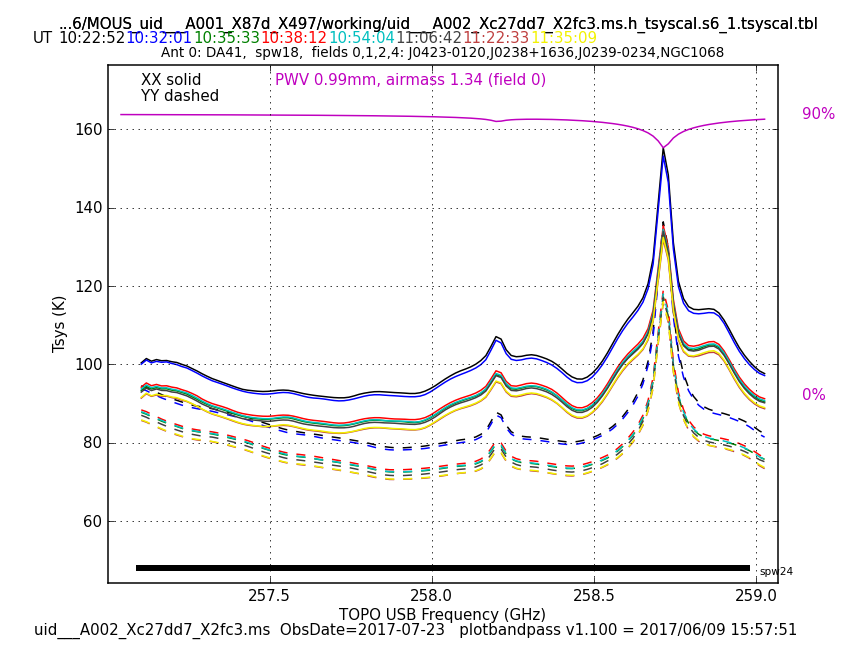 ...6/MOUS_uid___A001_X87d_X497/working/uid___A002_Xc27dd7_X2fc3.ms.h_tsyscal.s6_1.tsyscal.tbl
UT 10:22:52 10:32:01 10:35:33 10:38:12 10:54:04 11:06:42 11:22:33 11:35:09
Ant 0: DA41, spw18, fields 0,1,2,4: J0423-0120,J0238+1636,J0239-0234,NGC1068
XX solid
PWV 0.99mm, airmass 1.34 (field 0)
YY dashed
90%
160
140
120
100
80
60
Tsys (K)
0%
spw24
257.5 258.0 258.5 259.0
TOPO USB Frequency (GHz)
uid___A002_Xc27dd7_X2fc3.ms ObsDate=2017-07-23 plotbandpass v1.100 = 2017/06/09 15:57:51